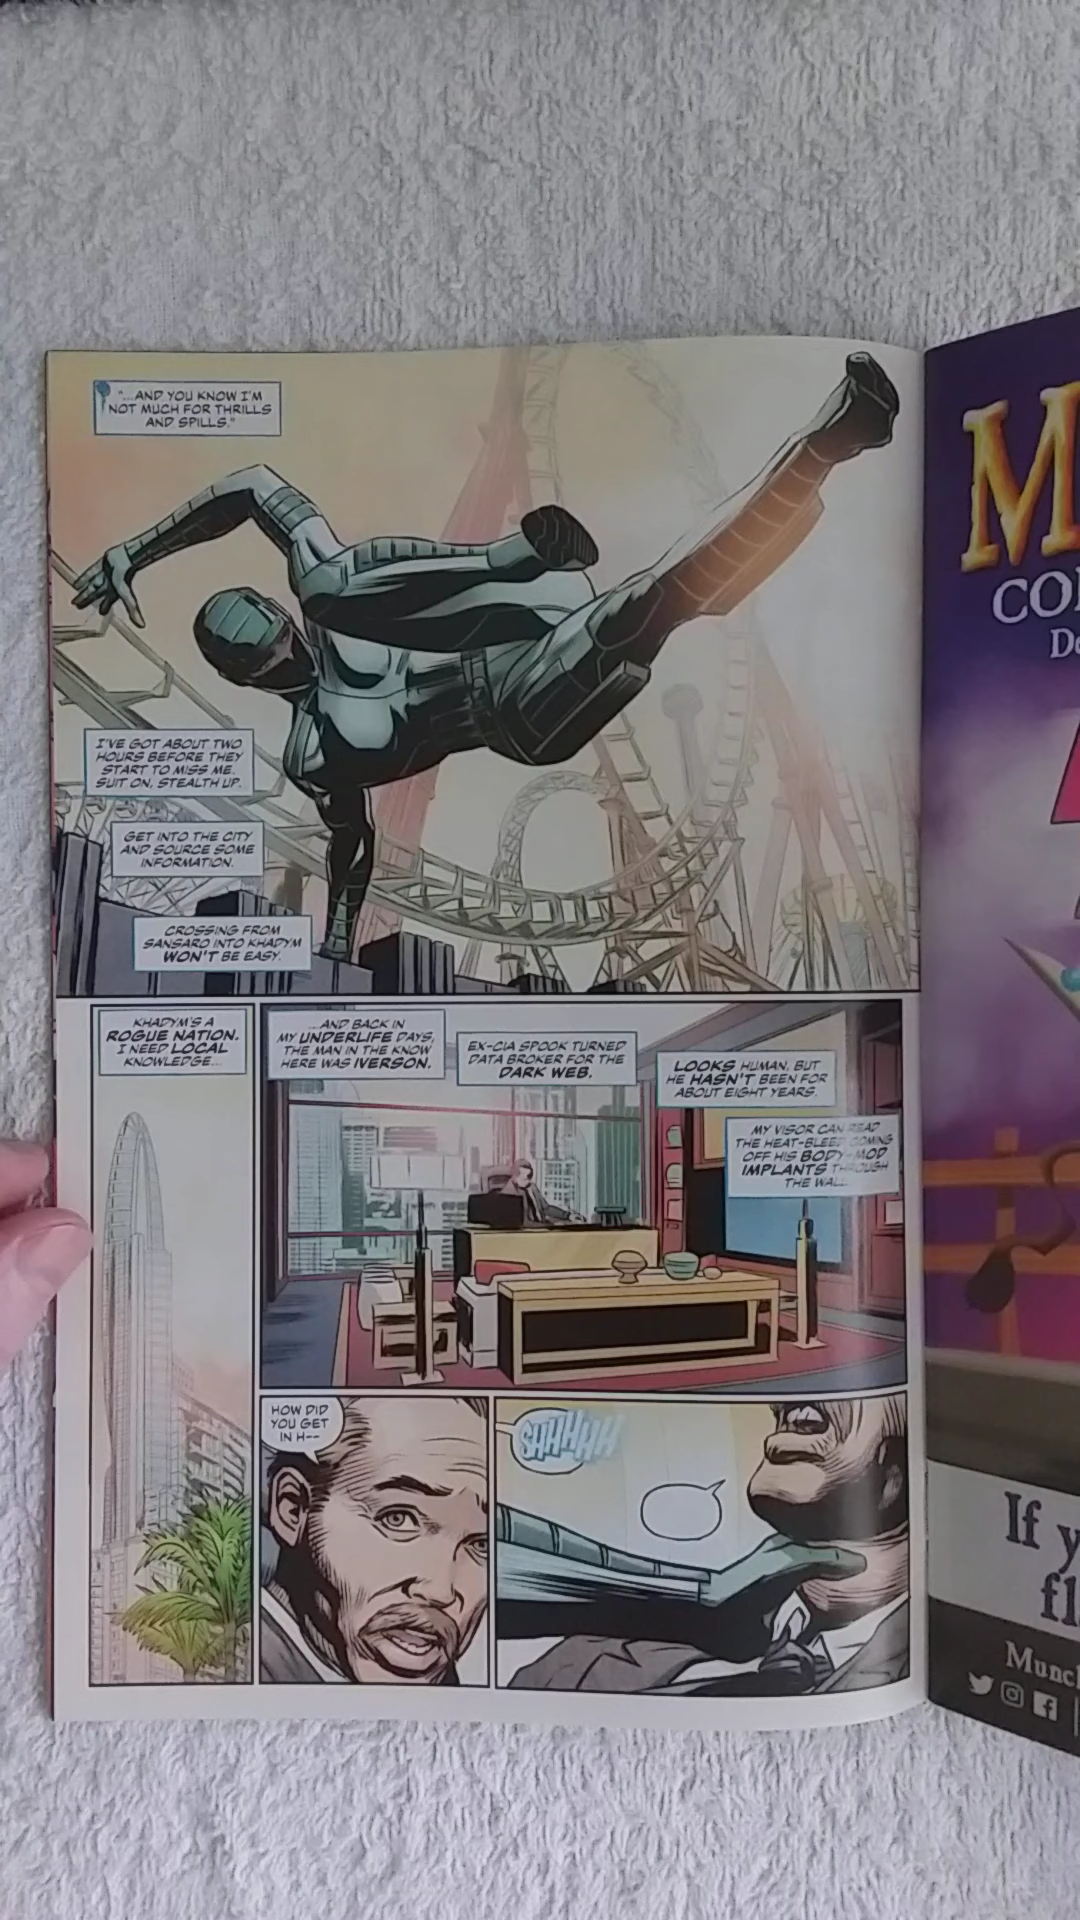 "...AND YOU KNOW I'M
NOT MUCH FOR THRILLS
AND SPILLS."
I'VE GOT ABOUT TWO
HOURS BEFORE THEY
START TO MISS ME.
SUIT ON, STEALTH UP.
GET INTO THE CITY
AND SOURCE SOME
INFORMATION.
CROSSING FROM
SANSARO INTO KHADYM
WON'T BE EASY.
KHADYM'S A
ROGUE NATION.
I NEED LOCAL
KNOWLEDGE...
...AND BACK IN
MY UNDERLIFE DAYS,
THE MAN IN THE KNOW
HERE WAS IVERSON.
EX-CIA SPOOK TURNED
DATA BROKER FOR THE
DARK WEB.
LOOKS HUMAN, BUT
HE HASN'T BEEN FOR
ABOUT EIGHT YEARS.
MY VISOR CAN READ
THE HEAT-BLEED COMING
OFF HIS BODY-MOD
IMPLANTS THROUGH
THE WALL.
HOW DID
YOU GET
IN H--
SHHHHH
M
CO
De
If y
fl
Munc